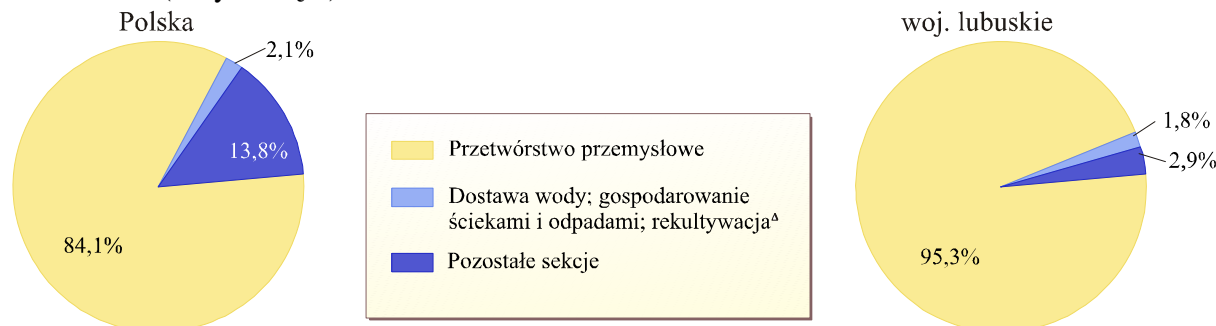 Polska
woj. lubuskie
2,1%
13,8%
84,1%
Przetwórstwo przemysłowe
Dostawa wody; gospodarowanie
ściekami i odpadami; rekultywacjaᐞ
Pozostałe sekcje
1,8%
2,9%
95,3%